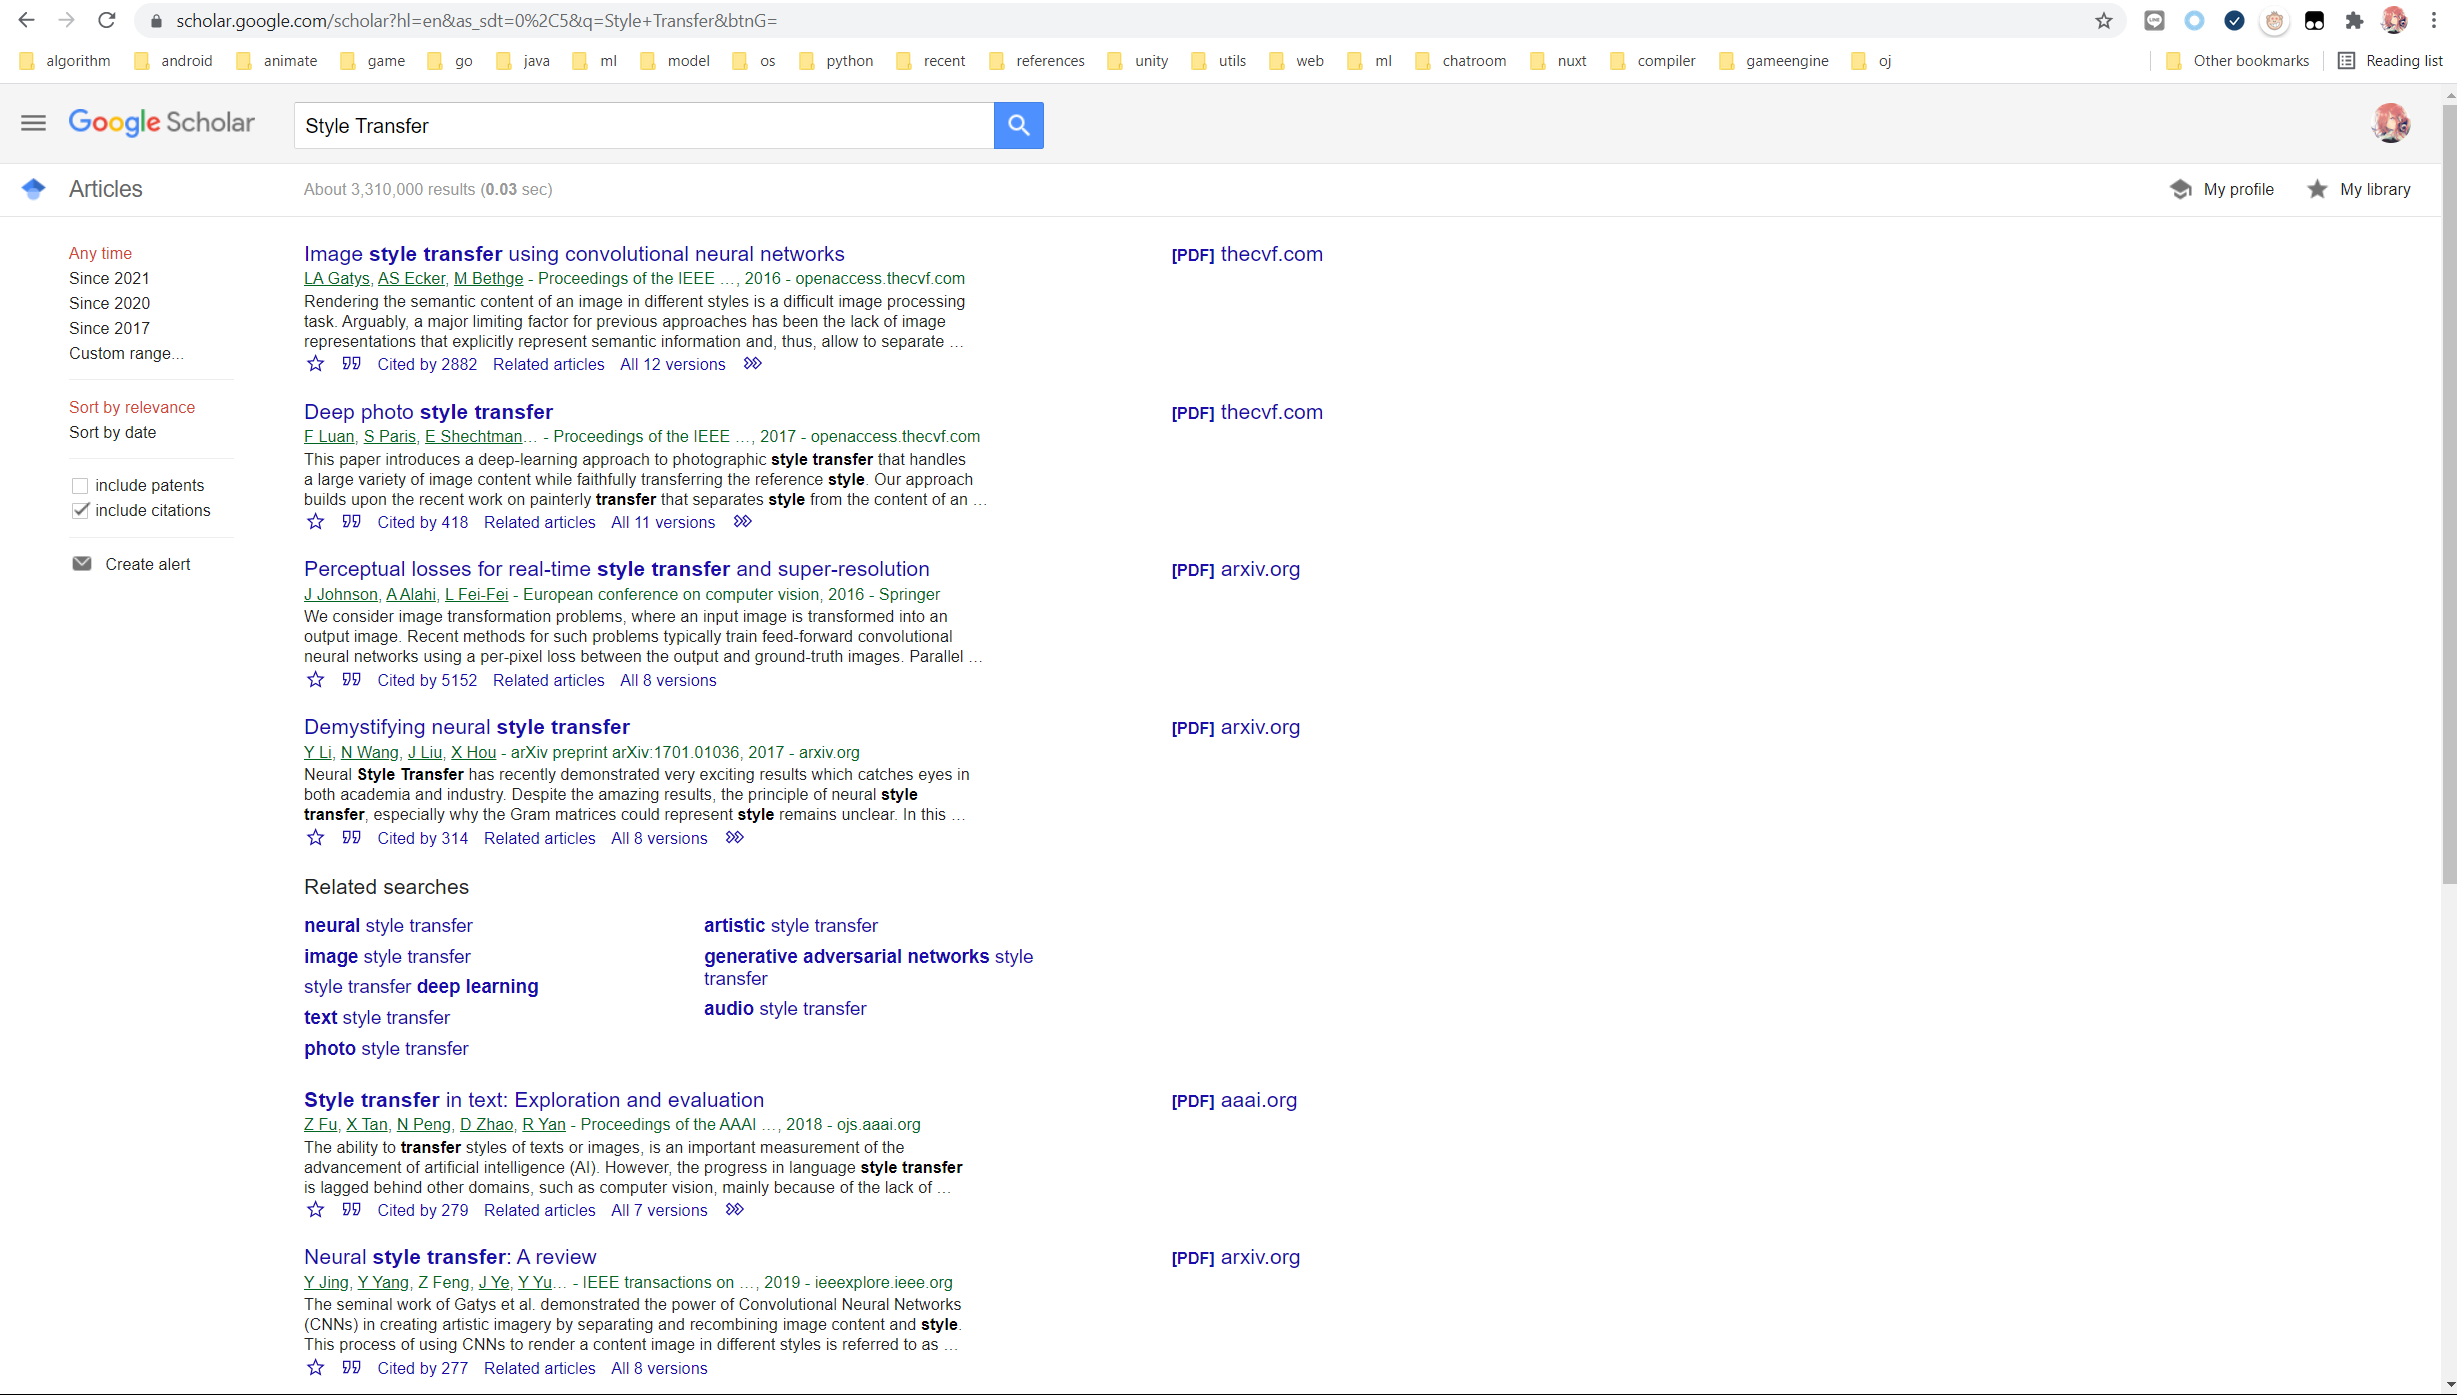 scholar.google.com/scholar?hl=en&as_sdt=0%2C5&q=Style+Transfer&btnG=
algorithm android animate game go java ml model os python recent references unity utils web ml chatroom nuxt compiler gameengine oj Other bookmarks Reading list
Google Scholar
Style Transfer
Articles
About 3,310,000 results (0.03 sec)
My profile
My library
Any time
Since 2021
Since 2020
Since 2017
Custom range...
Sort by relevance
Sort by date
include patents
include citations
Create alert
Image style transfer using convolutional neural networks
[PDF] thecvf.com
LA Gatys, AS Ecker, M Bethge - Proceedings of the IEEE …, 2016 - openaccess.thecvf.com
Rendering the semantic content of an image in different styles is a difficult image processing
task. Arguably, a major limiting factor for previous approaches has been the lack of image
representations that explicitly represent semantic information and, thus, allow to separate …
Cited by 2882 Related articles All 12 versions
Deep photo style transfer
[PDF] thecvf.com
F Luan, S Paris, E Shechtman… - Proceedings of the IEEE …, 2017 - openaccess.thecvf.com
This paper introduces a deep-learning approach to photographic style transfer that handles
a large variety of image content while faithfully transferring the reference style. Our approach
builds upon the recent work on painterly transfer that separates style from the content of an …
Cited by 418 Related articles All 11 versions
Perceptual losses for real-time style transfer and super-resolution
[PDF] arxiv.org
J Johnson, A Alahi, L Fei-Fei - European conference on computer vision, 2016 - Springer
We consider image transformation problems, where an input image is transformed into an
output image. Recent methods for such problems typically train feed-forward convolutional
neural networks using a per-pixel loss between the output and ground-truth images. Parallel …
Cited by 5152 Related articles All 8 versions
Demystifying neural style transfer
[PDF] arxiv.org
Y Li, N Wang, J Liu, X Hou - arXiv preprint arXiv:1701.01036, 2017 - arxiv.org
Neural Style Transfer has recently demonstrated very exciting results which catches eyes in
both academia and industry. Despite the amazing results, the principle of neural style
transfer, especially why the Gram matrices could represent style remains unclear. In this …
Cited by 314 Related articles All 8 versions
Related searches
neural style transfer
image style transfer
style transfer deep learning
text style transfer
photo style transfer
artistic style transfer
generative adversarial networks style
transfer
audio style transfer
Style transfer in text: Exploration and evaluation
[PDF] aaai.org
Z Fu, X Tan, N Peng, D Zhao, R Yan - Proceedings of the AAAI …, 2018 - ojs.aaai.org
The ability to transfer styles of texts or images, is an important measurement of the
advancement of artificial intelligence (AI). However, the progress in language style transfer
is lagged behind other domains, such as computer vision, mainly because of the lack of …
Cited by 279 Related articles All 7 versions
Neural style transfer: A review
[PDF] arxiv.org
Y Jing, Y Yang, Z Feng, J Ye, Y Yu… - IEEE transactions on …, 2019 - ieeexplore.ieee.org
The seminal work of Gatys et al. demonstrated the power of Convolutional Neural Networks
(CNNs) in creating artistic imagery by separating and recombining image content and style.
This process of using CNNs to render a content image in different styles is referred to as …
Cited by 277 Related articles All 8 versions